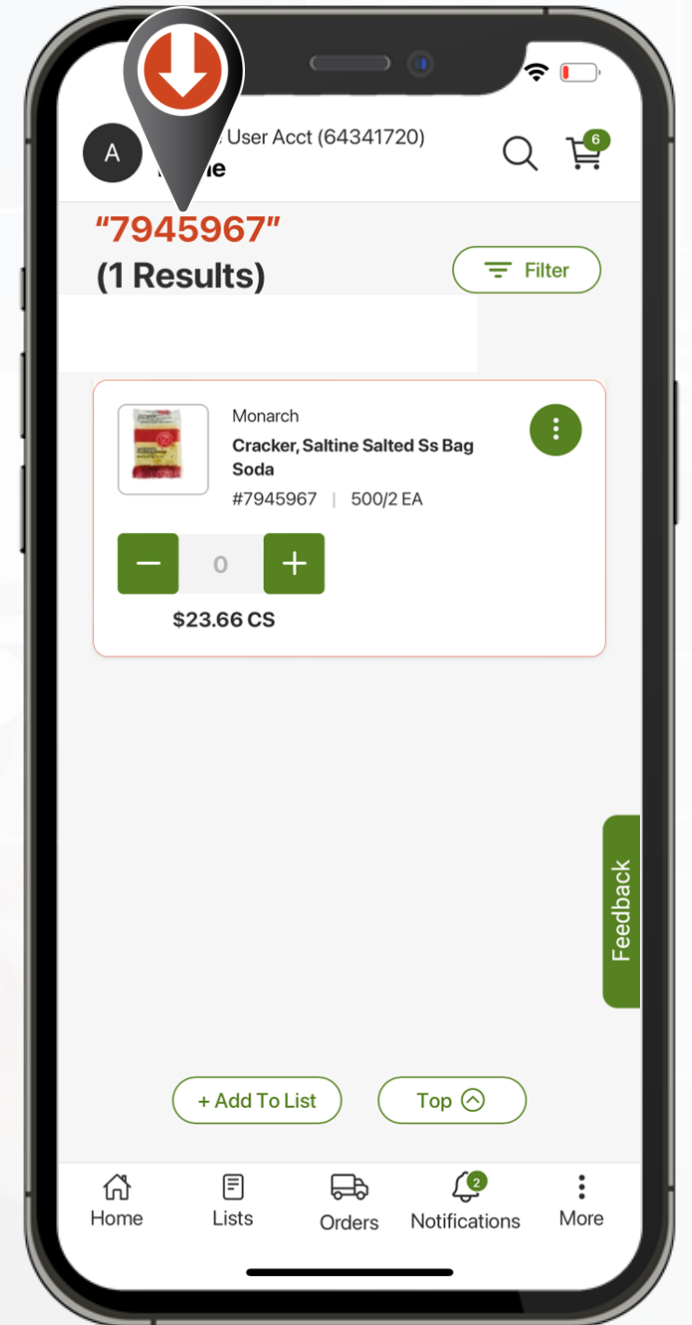 A
User Acct (64341720)
6
"7945967"
(1 Results)
Filter
Monarch
Cracker, Saltine Salted Ss Bag
Soda
#7945967 | 500/2 EA
0
$23.66 CS
Feedback
+ Add To List
Top
2
Home
Lists
Orders
Notifications
More